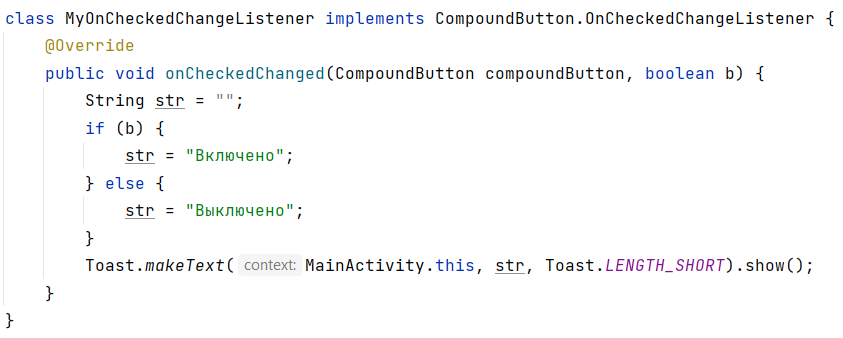 class MyOnCheckedChangeListener implements CompoundButton.OnCheckedChangeListener {
    @Override
    public void onCheckedChanged(CompoundButton compoundButton, boolean b) {
        String str = "";
        if (b) {
            str = "Включено";
        } else {
            str = "Выключено";
        }
        Toast.makeText( context: MainActivity.this, str, Toast.LENGTH_SHORT).show();
    }
}